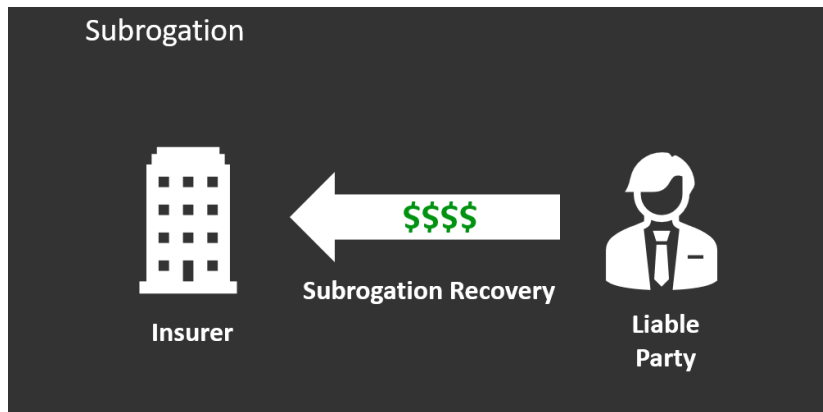 Subrogation
$$$$
Subrogation Recovery
Insurer
Liable
Party